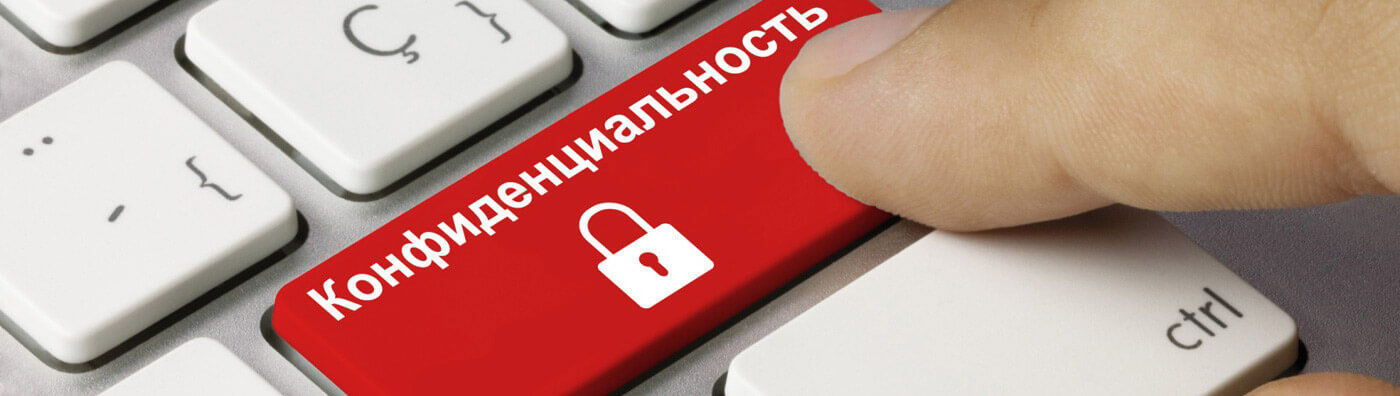 Ç }
¨ {
´
Конфиденциальность
ctrl